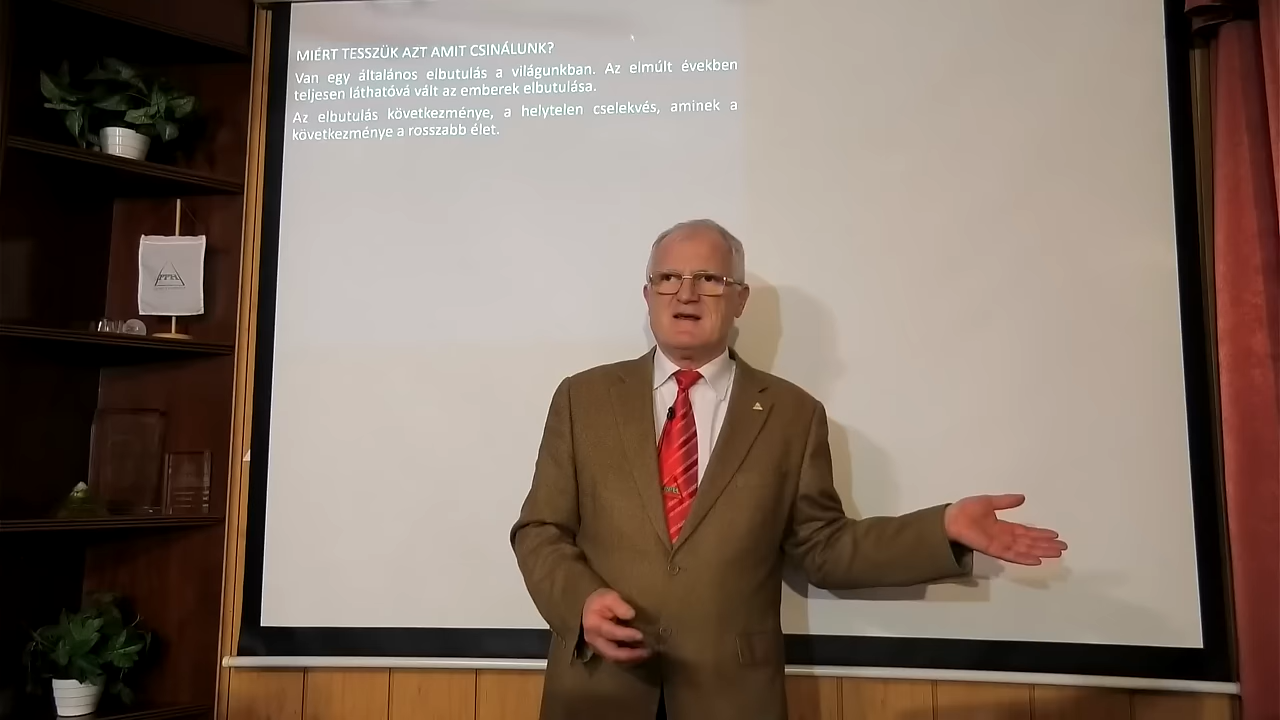 MIÉRT TESSZÜK AZT AMIT CSINÁLUNK?
Van egy általános elbutulás a világunkban. Az elmúlt években
teljesen láthatóvá vált az emberek elbutulása.
Az elbutulás következménye, a helytelen cselekvés, aminek a
következménye a rosszabb élet.